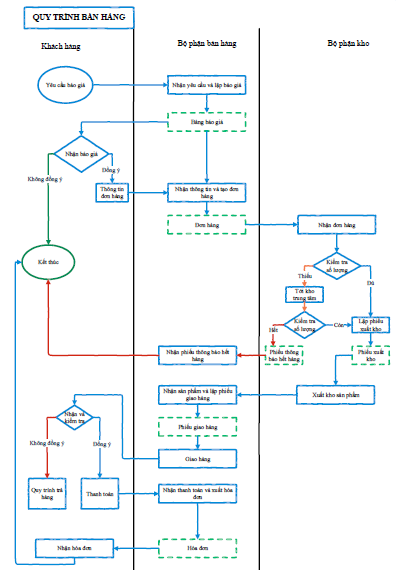 QUY TRÌNH BÁN HÀNG
Khách hàng
Bộ phận bán hàng
Bộ phận kho
Yêu cầu báo giá
Nhận yêu cầu và lập báo giá
Bảng báo giá
Nhận báo giá
Không đồng ý
Đồng ý
Thông tin
đơn hàng
Nhận thông tin và tạo đơn
hàng
Đơn hàng
Nhận đơn hàng
Kết thúc
Kiểm tra
số lượng
Thiếu
Đủ
Tới kho
trung tâm
Kiểm tra
số lượng
Còn
Lập phiếu
xuất kho
Hết
Nhận phiếu thông báo hết
hàng
Phiếu thông
báo hết hàng
Phiếu xuất
kho
Nhận sản phẩm và lập phiếu
giao hàng
Xuất kho sản phẩm
Nhận và
kiểm tra
Phiếu giao hàng
Không đồng ý
Đồng ý
Giao hàng
Quy trình trả
hàng
Thanh toán
Nhận thanh toán và xuất hóa
đơn
Nhận hóa đơn
Hóa đơn